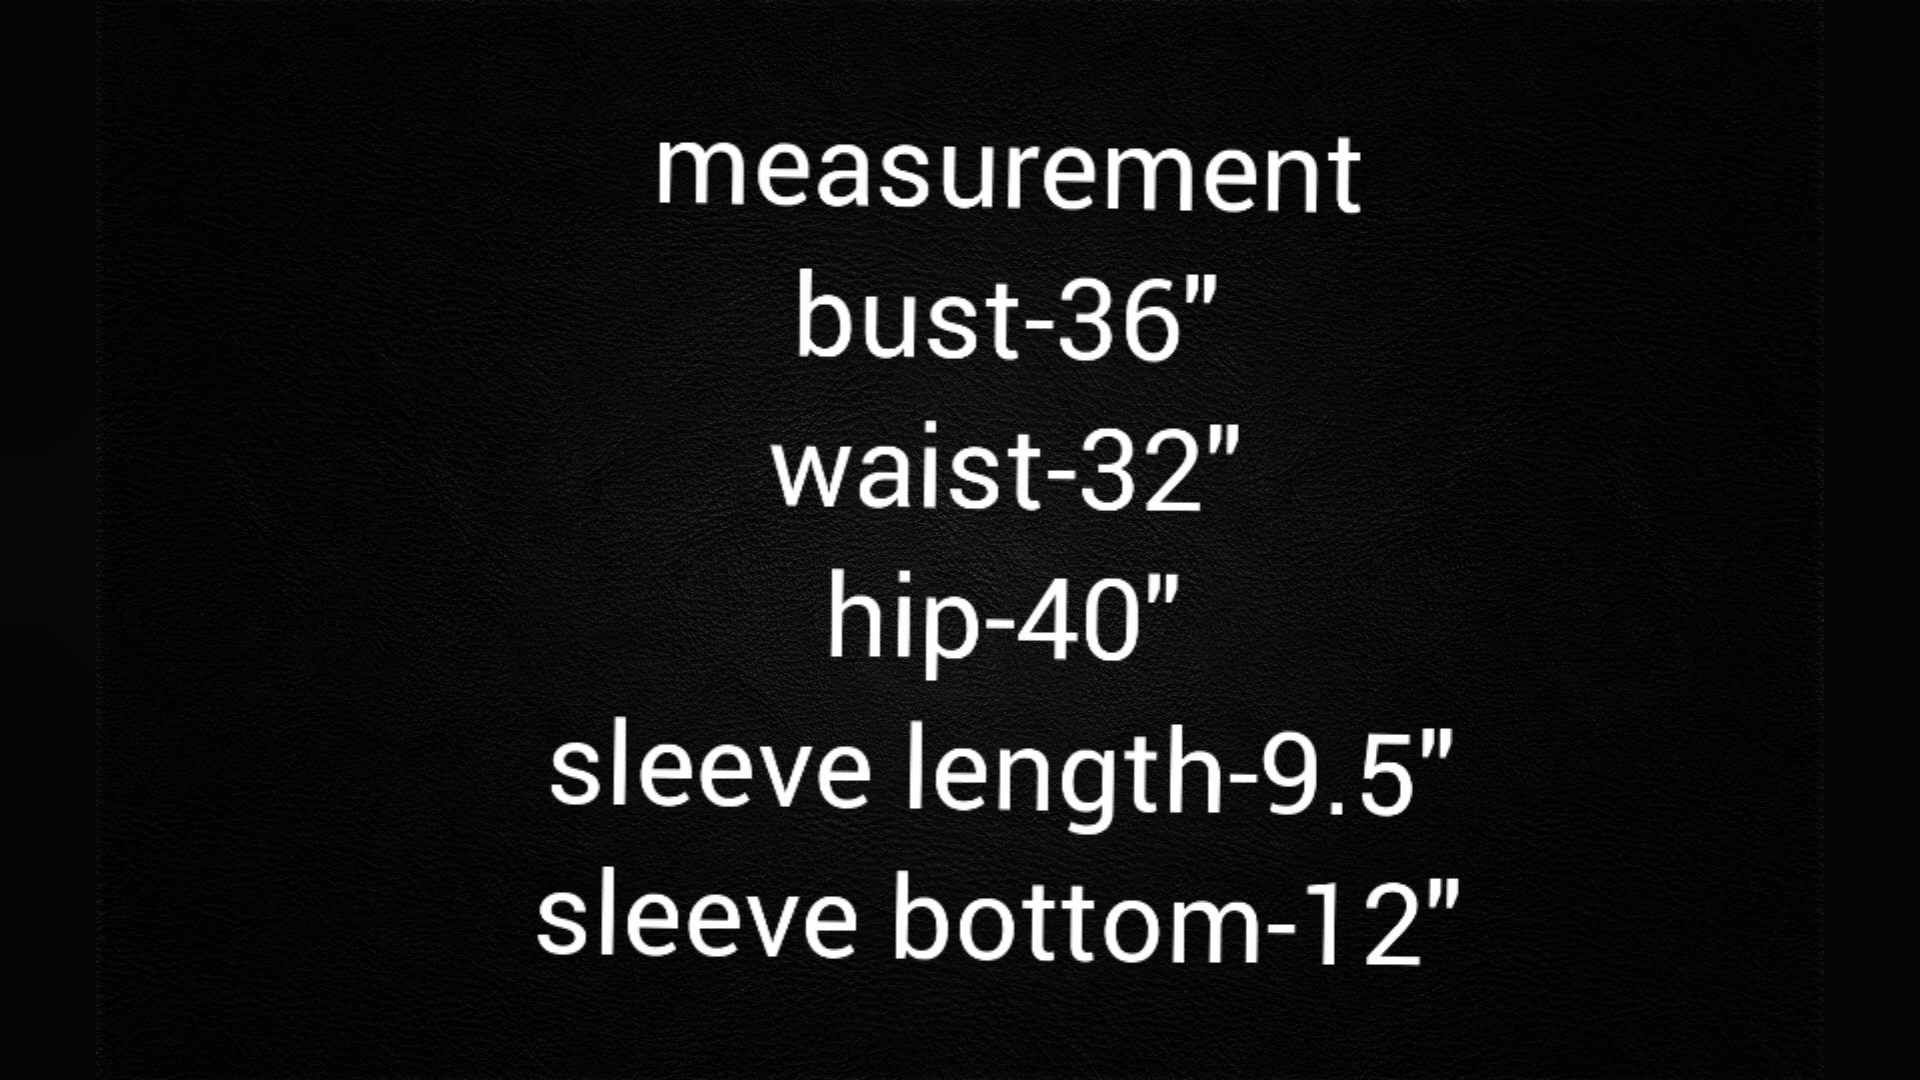 measurement
bust-36"
waist-32"
hip-40"
sleeve length-9.5"
sleeve bottom-12"